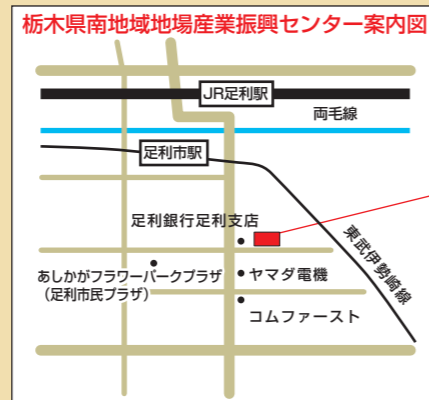 栃木県南地域地場産業振興センター案内図
JR足利駅
両毛線
足利市駅
足利銀行足利支店
東武伊勢崎線
あしかがフラワーパークプラザ
（足利市民プラザ）
ヤマダ電機
コムファースト